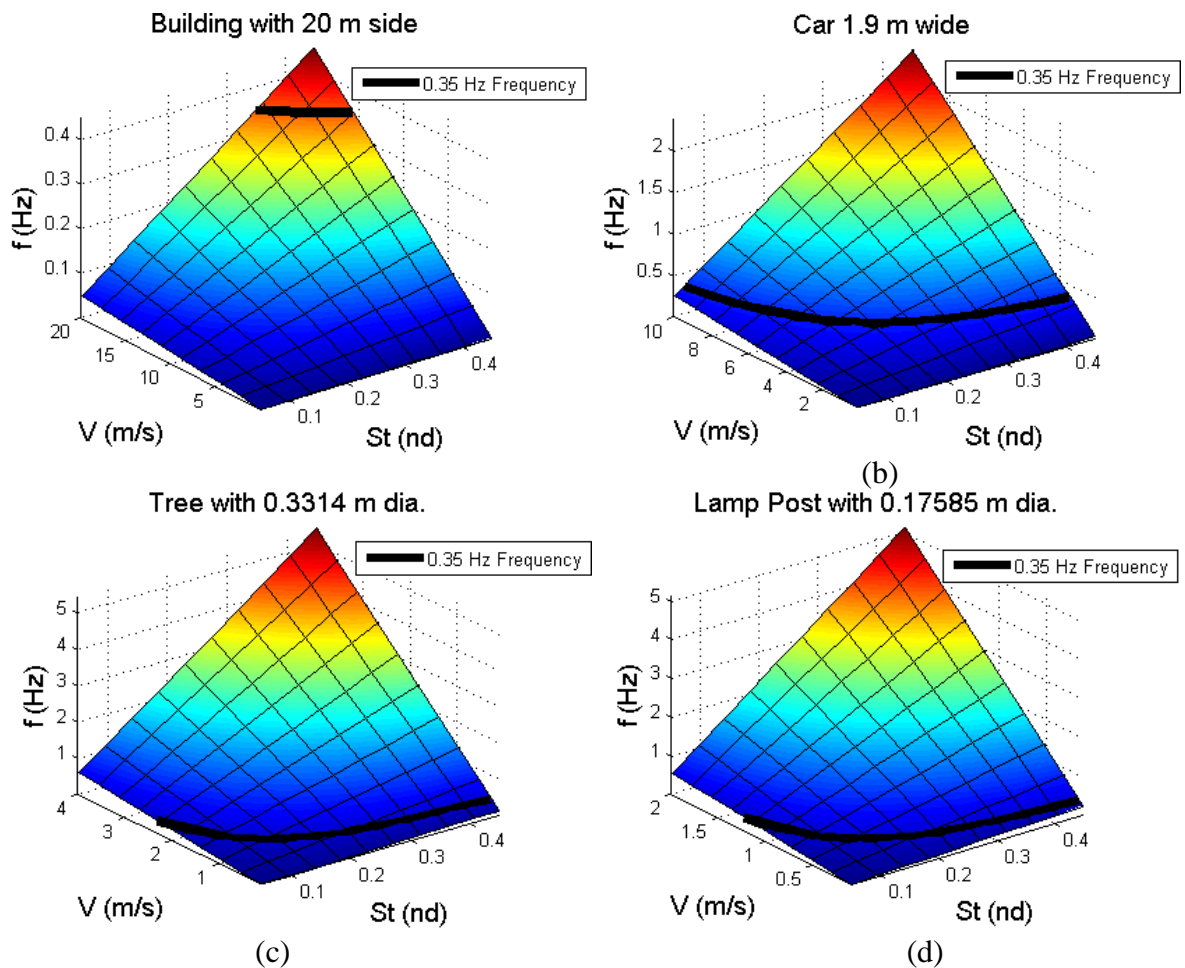 Building with 20 m side
0.35 Hz Frequency
f (Hz)
0.4
0.3
0.2
0.1
20
15
10
5
V (m/s)
0.1
0.2
0.3
0.4
St (nd)
Car 1.9 m wide
0.35 Hz Frequency
f (Hz)
2
1.5
1
0.5
10
8
6
4
2
V (m/s)
0.1
0.2
0.3
0.4
St (nd)
(b)
Tree with 0.3314 m dia.
0.35 Hz Frequency
f (Hz)
5
4
3
2
1
4
3
2
1
V (m/s)
0.1
0.2
0.3
0.4
St (nd)
(c)
Lamp Post with 0.17585 m dia.
0.35 Hz Frequency
f (Hz)
5
4
3
2
1
2
1.5
1
0.5
V (m/s)
0.1
0.2
0.3
0.4
St (nd)
(d)